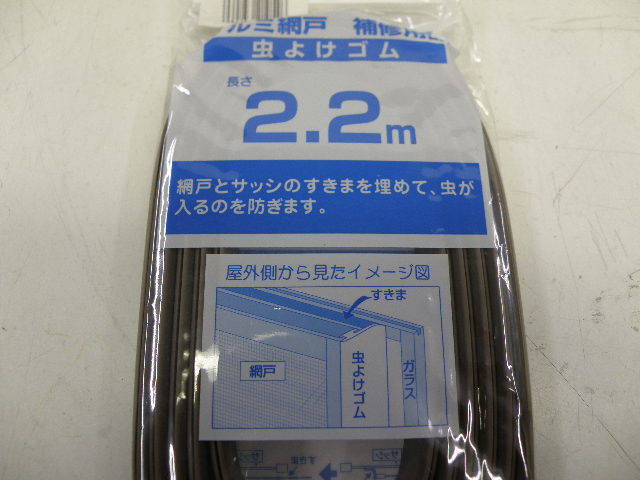 ルミ網戸 補修用
虫よけゴム
長さ
2.2m
網戸とサッシのすきまを埋めて、虫が
入るのを防ぎます。
屋外側から見たイメージ図
すきま
網戸
虫よけゴム
ガラス